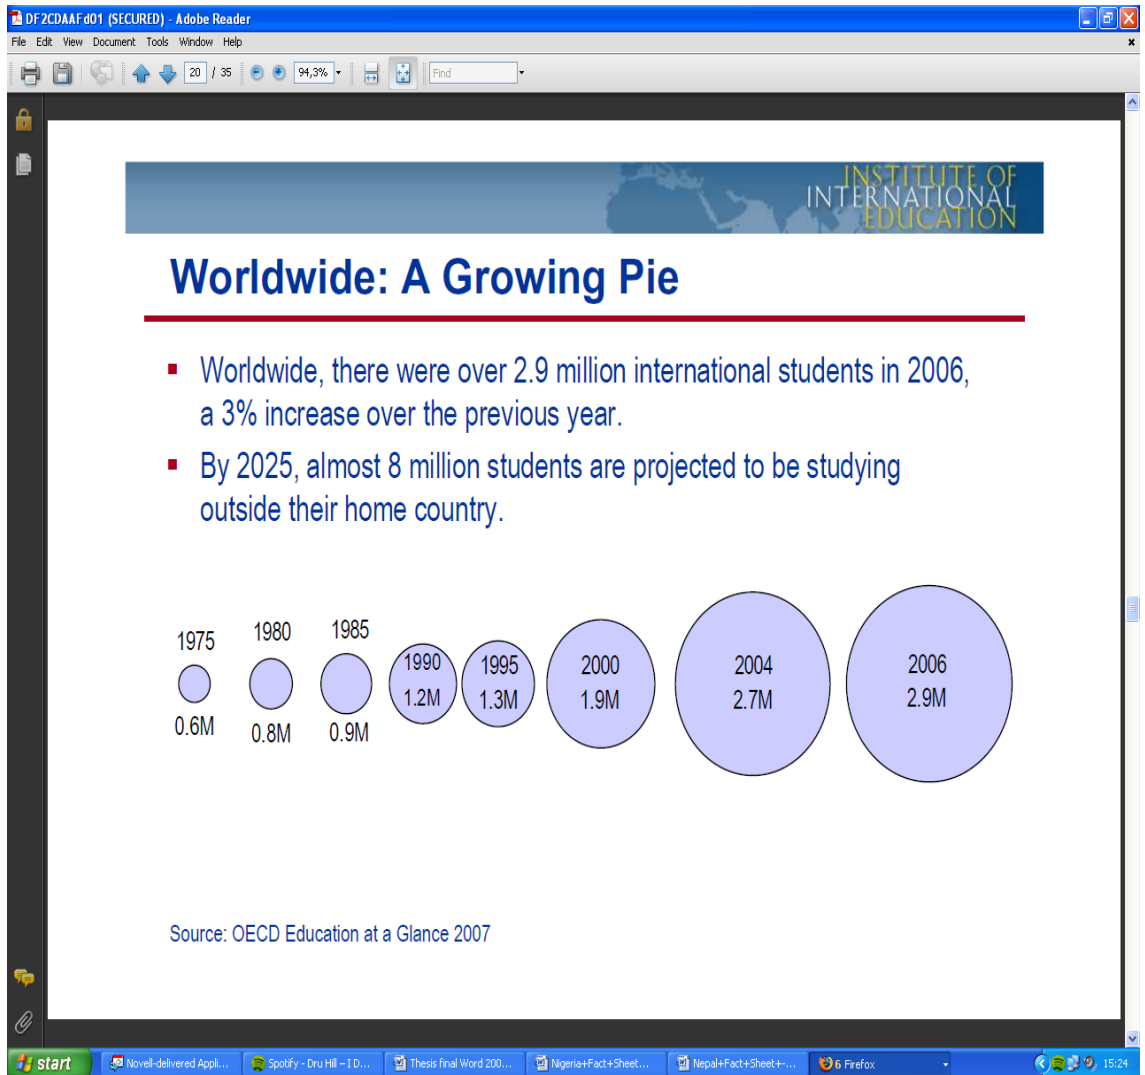 DF2CDAAFd01 (SECURED) - Adobe Reader
File Edit View Document Tools Window Help
20 / 35 94,3% Find
INSTITUTE OF
INTERNATIONAL
EDUCATION
Worldwide: A Growing Pie
Worldwide, there were over 2.9 million international students in 2006,
a 3% increase over the previous year.
By 2025, almost 8 million students are projected to be studying
outside their home country.
1975
0.6M
1980
0.8M
1985
0.9M
1990
1.2M
1995
1.3M
2000
1.9M
2004
2.7M
2006
2.9M
Source: OECD Education at a Glance 2007
start Novell-delivered Appli... Spotify - Dru Hill – I D... Thesis final Word 200... Nigeria+Fact+Sheet... Nepal+Fact+Sheet+-... 6 Firefox 15:24